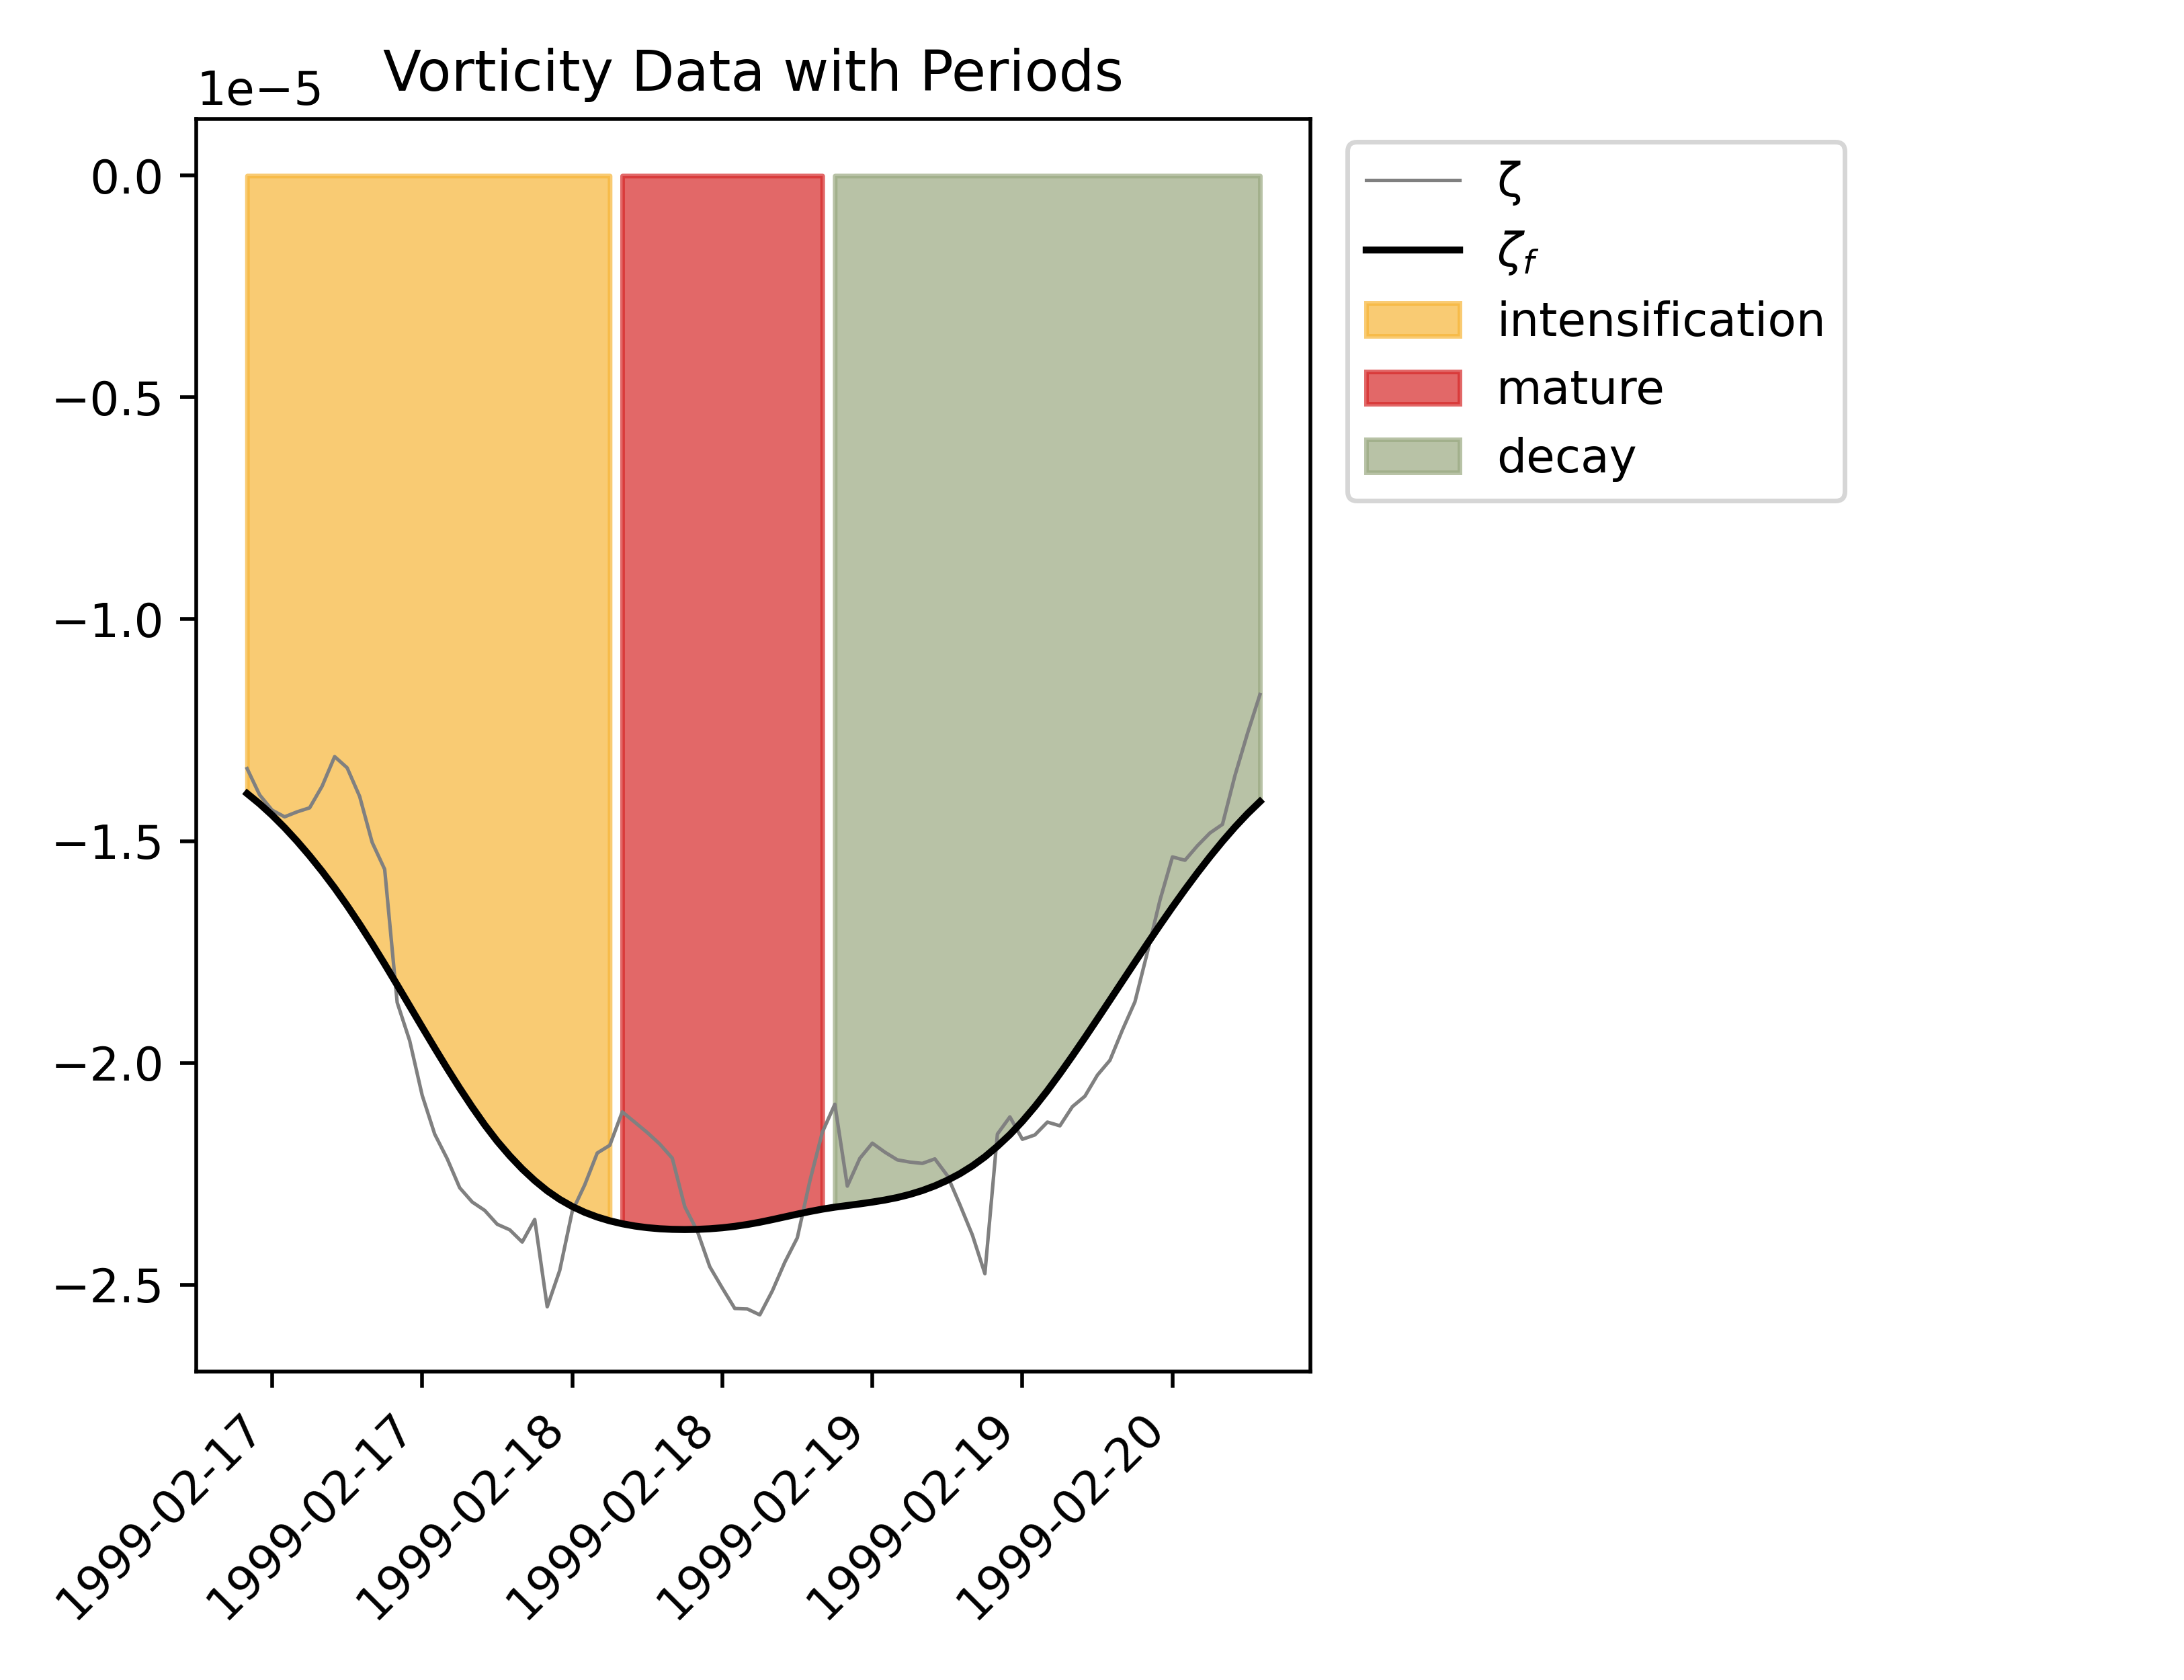 Vorticity Data with Periods
1e−5
0.0
−0.5
−1.0
−1.5
−2.0
−2.5
1999-02-17
1999-02-17
1999-02-18
1999-02-18
1999-02-19
1999-02-19
1999-02-20
ζ
ζf
intensification
mature
decay